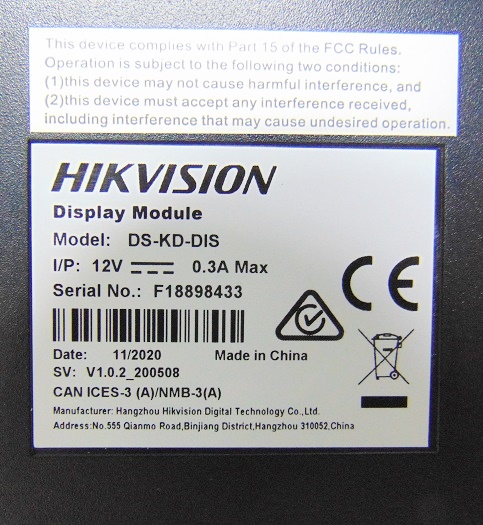 This device complies with Part 15 of the FCC Rules.
Operation is subject to the following two conditions:
(1)this device may not cause harmful interference, and
(2)this device must accept any interference received,
including interference that may cause undesired operation.
HIKVISION
Display Module
Model: DS-KD-DIS
I/P: 12V 0.3A Max
Serial No.: F18898433
CE
Date: 11/2020 Made in China
SV: V1.0.2_200508
CAN ICES-3 (A)/NMB-3(A)
Manufacturer: Hangzhou Hikvision Digital Technology Co.,Ltd.
Address:No.555 Qianmo Road,Binjiang District,Hangzhou 310052,China